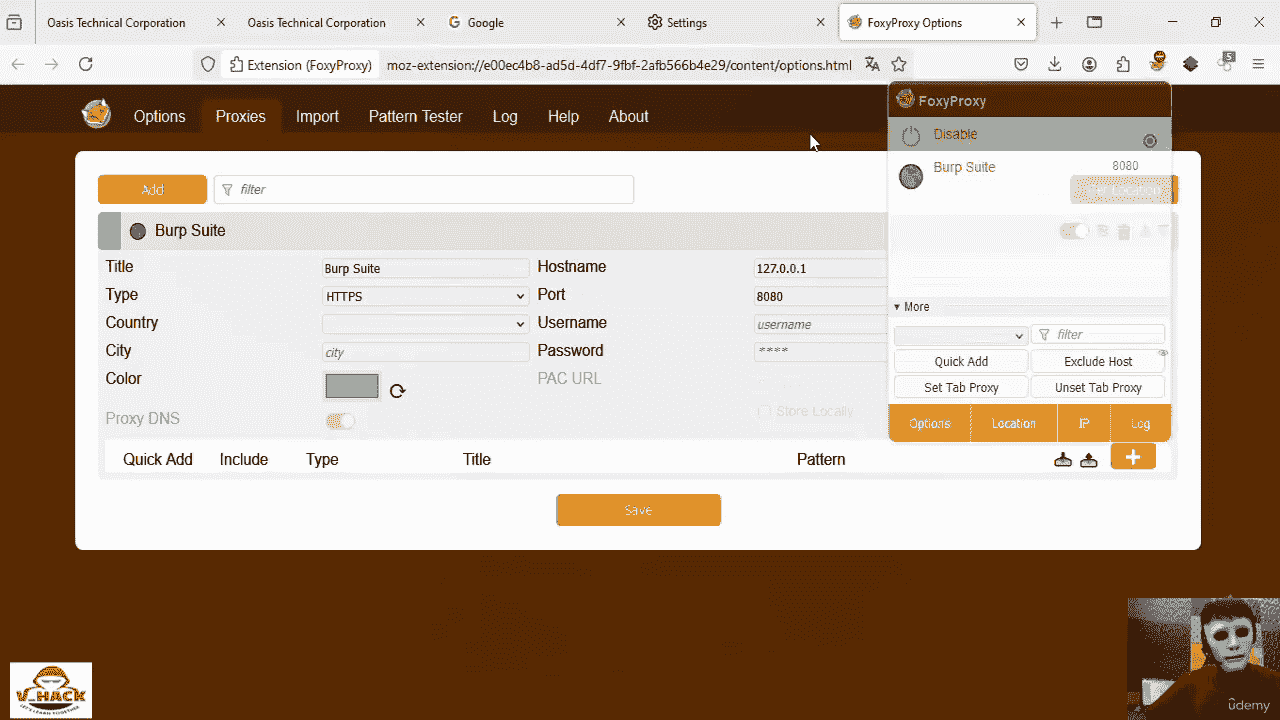 Oasis Technical Corporation
Oasis Technical Corporation
Google
Settings
FoxyProxy Options
Extension (FoxyProxy)
moz-extension://e00ec4b8-ad5d-4df7-9fbf-2afb566b4e29/content/options.html
Options
Proxies
Import
Pattern Tester
Log
Help
About
Add
filter
Burp Suite
Title
Burp Suite
Hostname
127.0.0.1
Type
HTTPS
Port
8080
Country
Username
username
City
city
Password
****
Color
PAC URL
Proxy DNS
Store Locally
Quick Add
Include
Type
Title
Pattern
Save
FoxyProxy
Disable
Burp Suite
8080
More
filter
Quick Add
Exclude Host
Set Tab Proxy
Unset Tab Proxy
Options
Location
IP
Log
V_HACK
LET'S LEARN TOGETHER
ûdemy